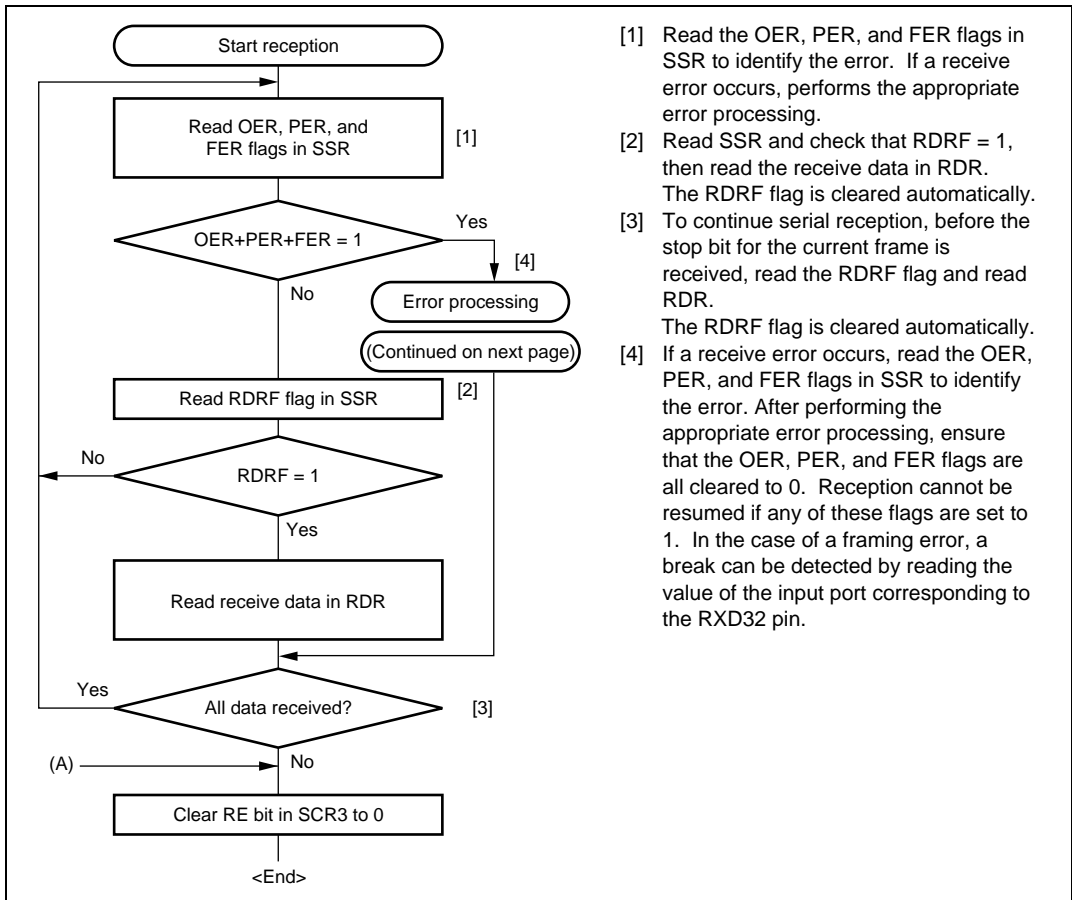 Start reception
Read OER, PER, and
FER flags in SSR
[1]
OER+PER+FER = 1
Yes
[4]
No
Error processing
(Continued on next page)
Read RDRF flag in SSR
[2]
No
RDRF = 1
Yes
Read receive data in RDR
Yes
All data received?
[3]
(A)
No
Clear RE bit in SCR3 to 0
<End>
[1] Read the OER, PER, and FER flags in
SSR to identify the error. If a receive
error occurs, performs the appropriate
error processing.
[2] Read SSR and check that RDRF = 1,
then read the receive data in RDR.
The RDRF flag is cleared automatically.
[3] To continue serial reception, before the
stop bit for the current frame is
received, read the RDRF flag and read
RDR.
The RDRF flag is cleared automatically.
[4] If a receive error occurs, read the OER,
PER, and FER flags in SSR to identify
the error. After performing the
appropriate error processing, ensure
that the OER, PER, and FER flags are
all cleared to 0. Reception cannot be
resumed if any of these flags are set to
1. In the case of a framing error, a
break can be detected by reading the
value of the input port corresponding to
the RXD32 pin.